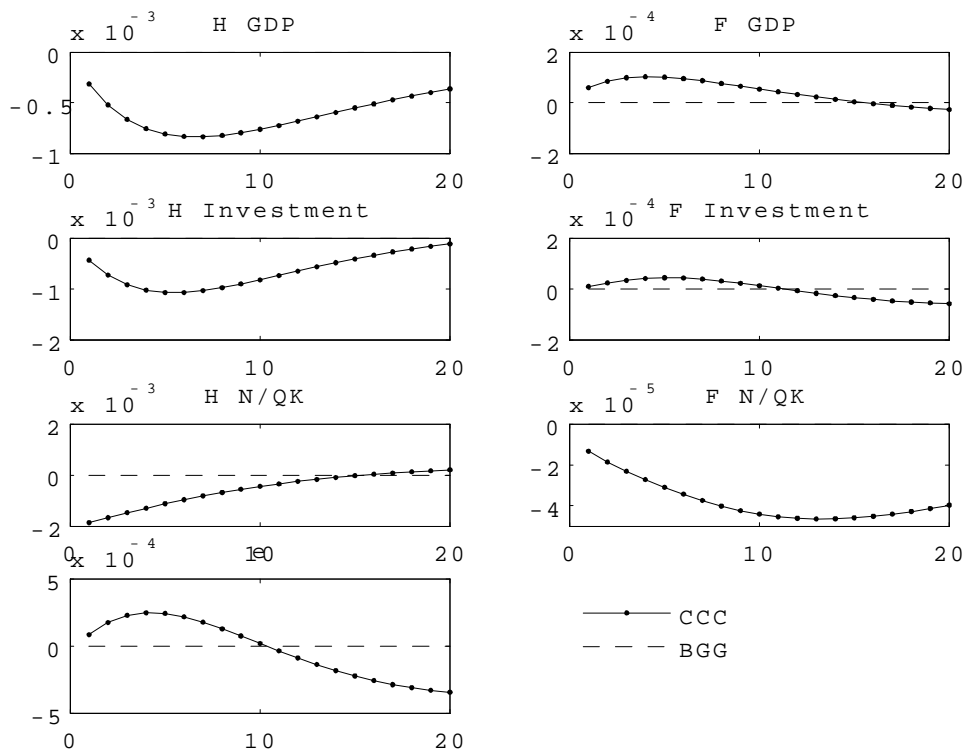 x 10^-3 H GDP
0
-0.5
-1
0 10 20
x 10^-4 F GDP
2
0
-2
0 10 20
x 10^-3 H Investment
0
-1
-2
0 10 20
x 10^-4 F Investment
2
0
-2
0 10 20
x 10^-3 H N/QK
2
0
-2
0 10 20
x 10^-5 F N/QK
0
-2
-4
0 10 20
x 10^-4 e
5
0
-5
0 10 20
CCC
BGG